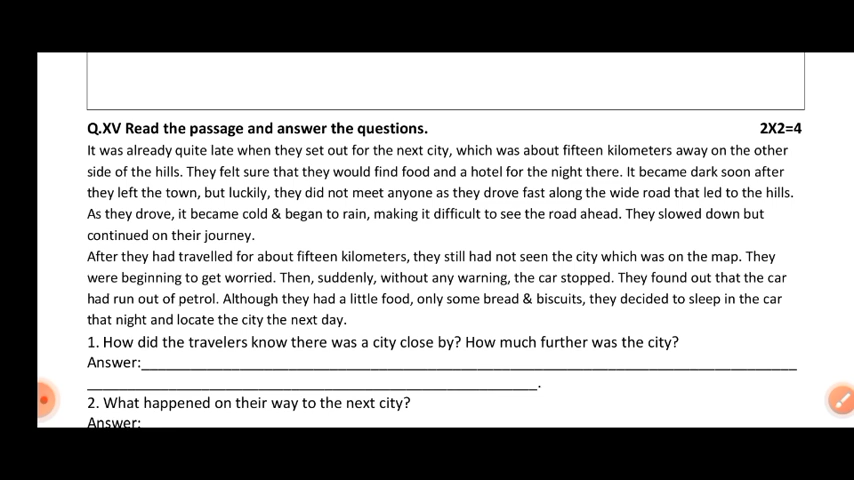 Q.XV Read the passage and answer the questions. 2X2=4
It was already quite late when they set out for the next city, which was about fifteen kilometers away on the other
side of the hills. They felt sure that they would find food and a hotel for the night there. It became dark soon after
they left the town, but luckily, they did not meet anyone as they drove fast along the wide road that led to the hills.
As they drove, it became cold & began to rain, making it difficult to see the road ahead. They slowed down but
continued on their journey.
After they had travelled for about fifteen kilometers, they still had not seen the city which was on the map. They
were beginning to get worried. Then, suddenly, without any warning, the car stopped. They found out that the car
had run out of petrol. Although they had a little food, only some bread & biscuits, they decided to sleep in the car
that night and locate the city the next day.
1. How did the travelers know there was a city close by? How much further was the city?
Answer:_______________________________________________________________________________
______________________________________________________.
2. What happened on their way to the next city?
Answer: